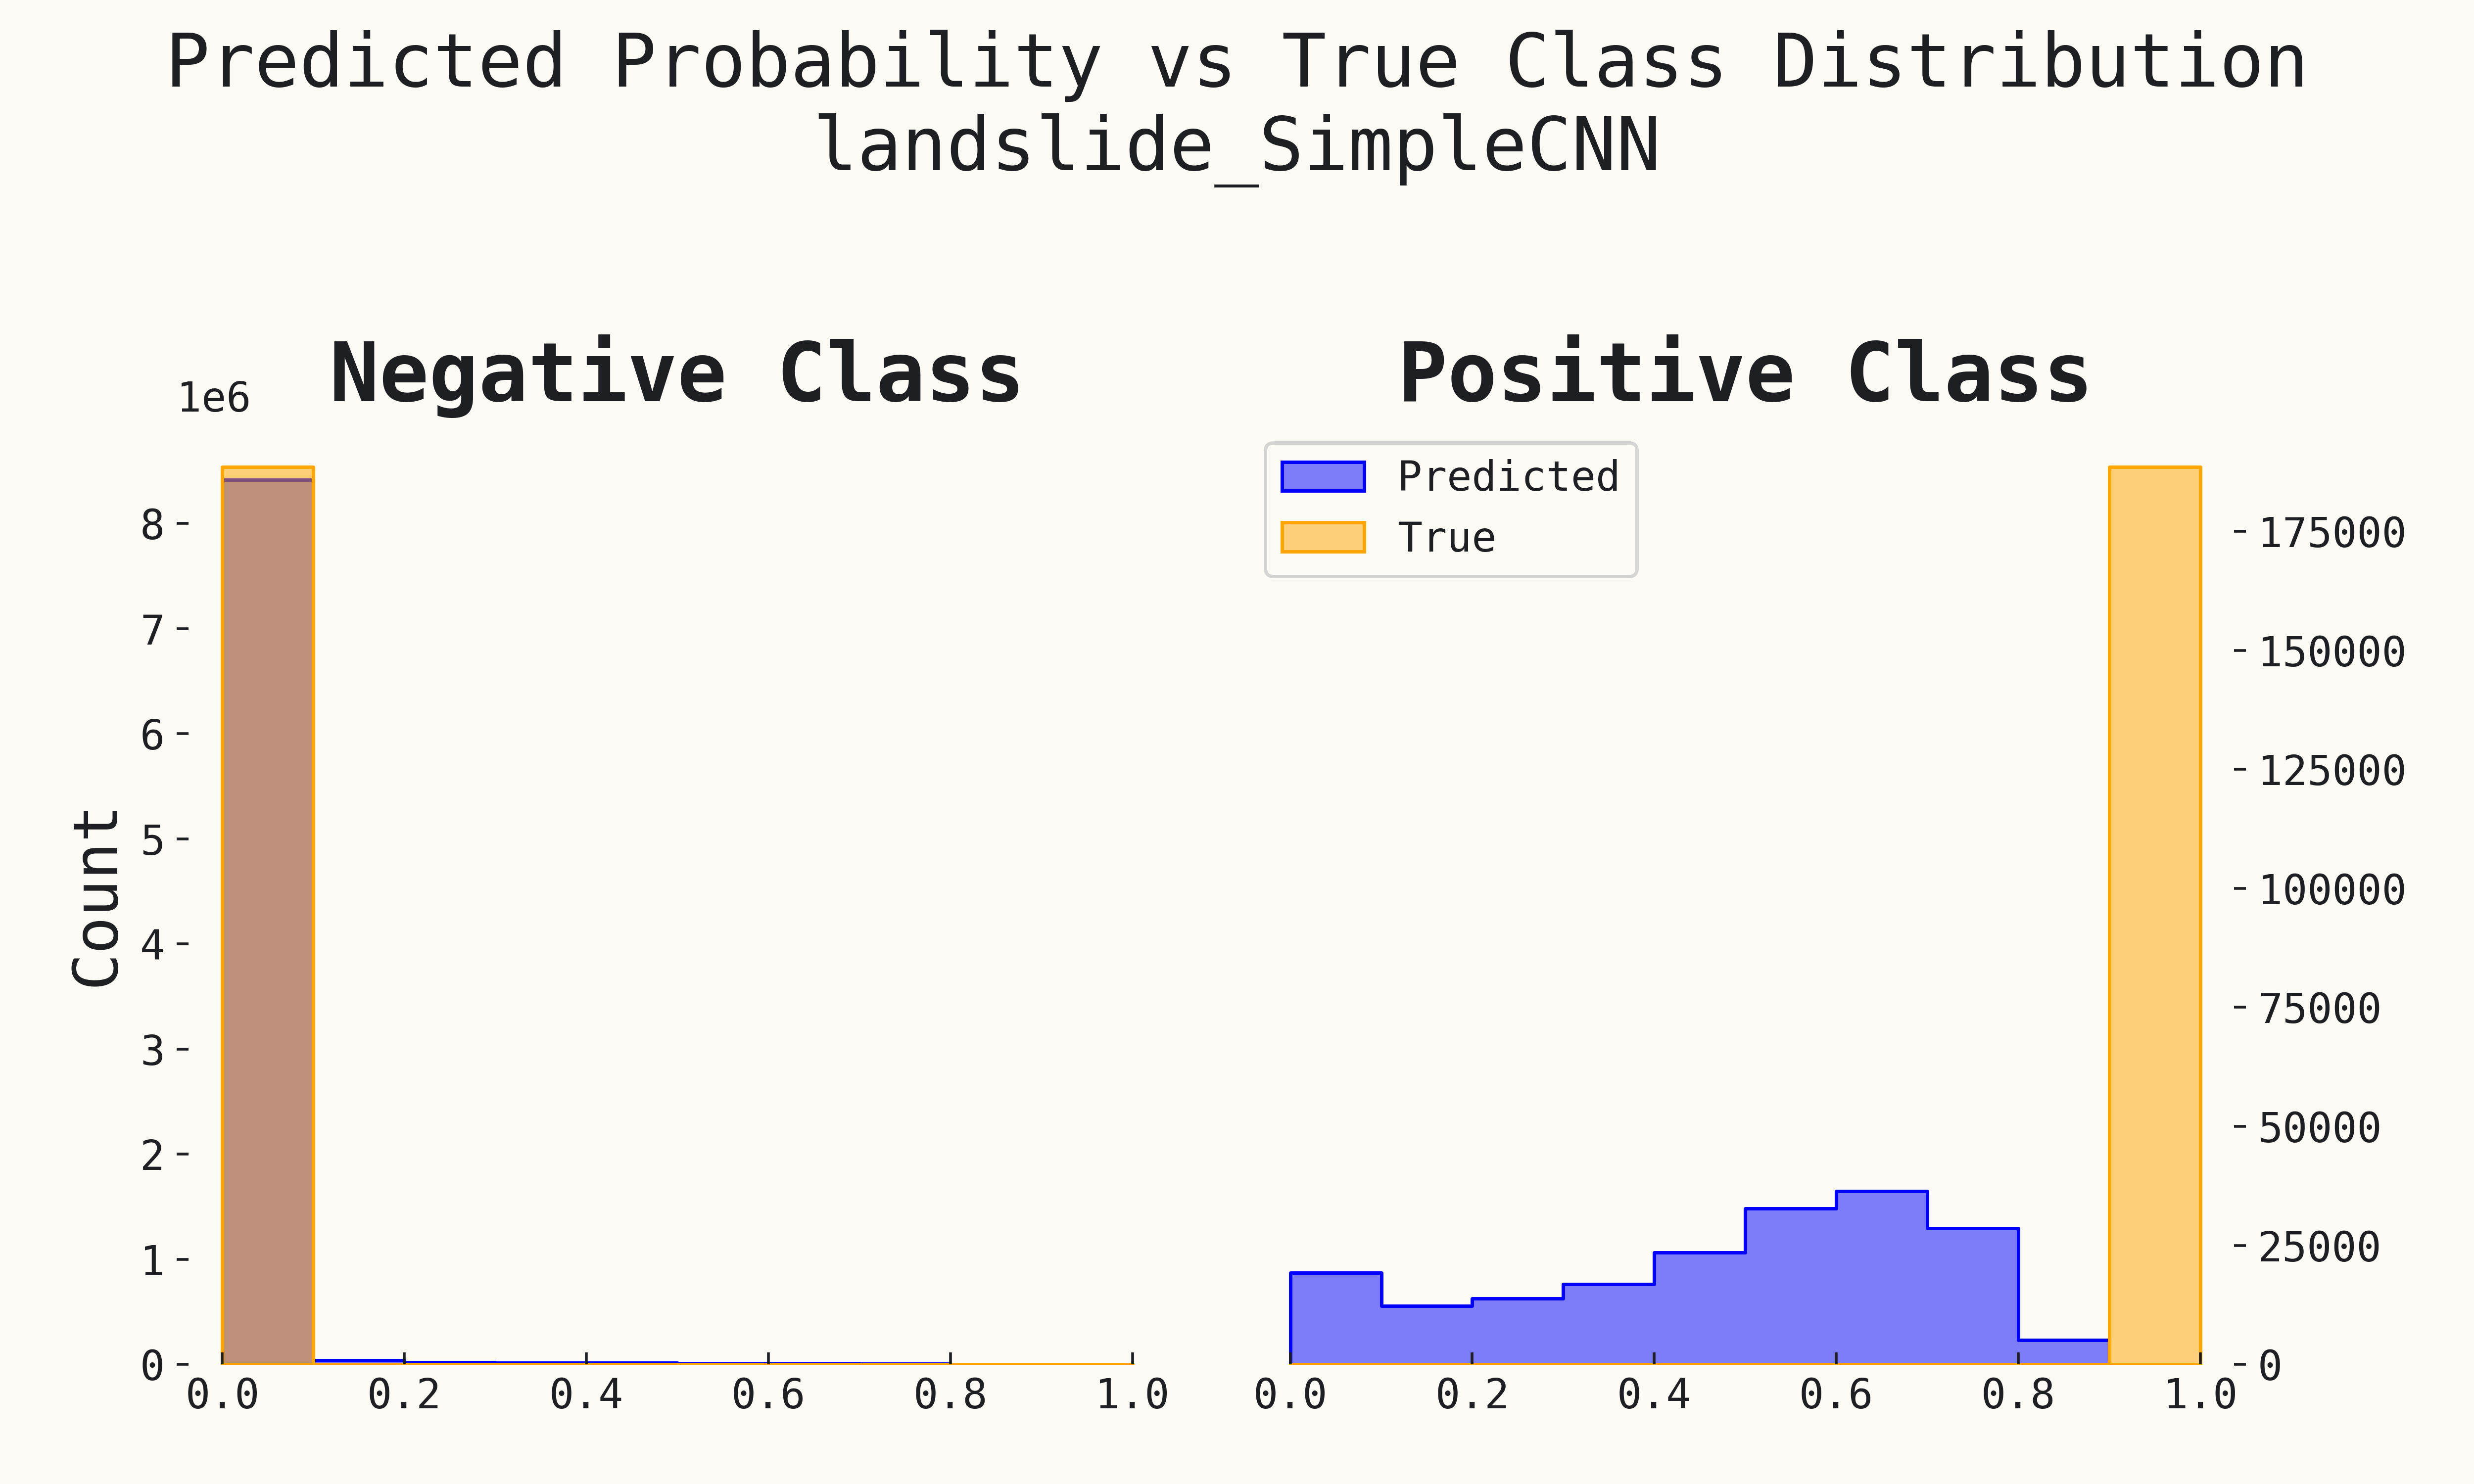 Predicted Probability vs True Class Distribution
landslide_SimpleCNN
Negative Class
Positive Class
1e6
Predicted
True
Count
8
7
6
5
4
3
2
1
0
0.0 0.2 0.4 0.6 0.8 1.0
0.0 0.2 0.4 0.6 0.8 1.0
175000
150000
125000
100000
75000
50000
25000
0